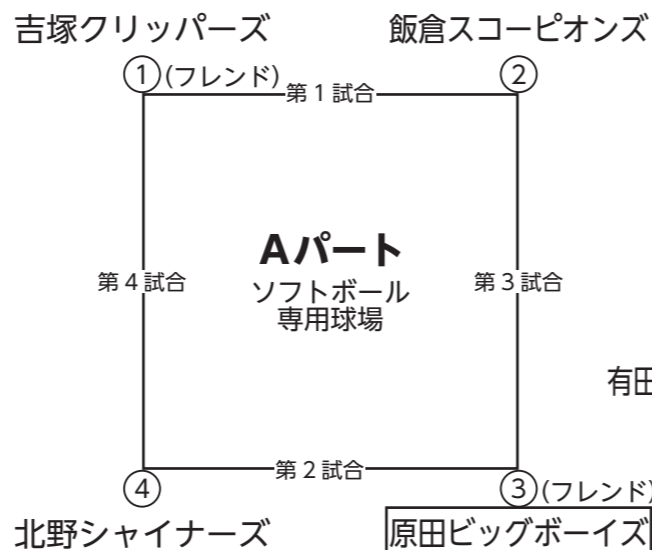 吉塚クリッパーズ
飯倉スコーピオンズ
①(フレンド)
②
第1試合
Aパート
ソフトボール
専用球場
第4試合
第3試合
有田
第2試合
④
③(フレンド)
北野シャイナーズ
原田ビッグボーイズ